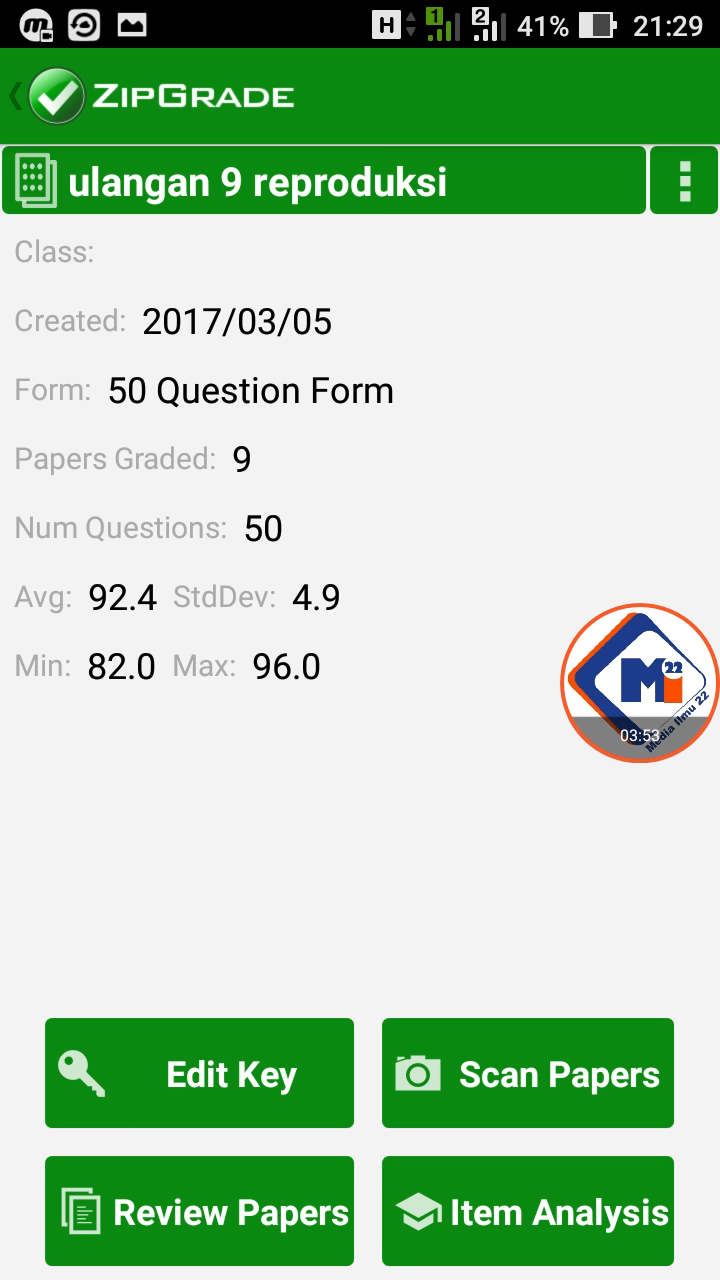 H 1 2 41% 21:29
ZIPGRADE
ulangan 9 reproduksi
Class:
Created: 2017/03/05
Form: 50 Question Form
Papers Graded: 9
Num Questions: 50
Avg: 92.4 StdDev: 4.9
Min: 82.0 Max: 96.0
Mi 22
Media Ilmu 22
03:53
Edit Key
Scan Papers
Review Papers
Item Analysis